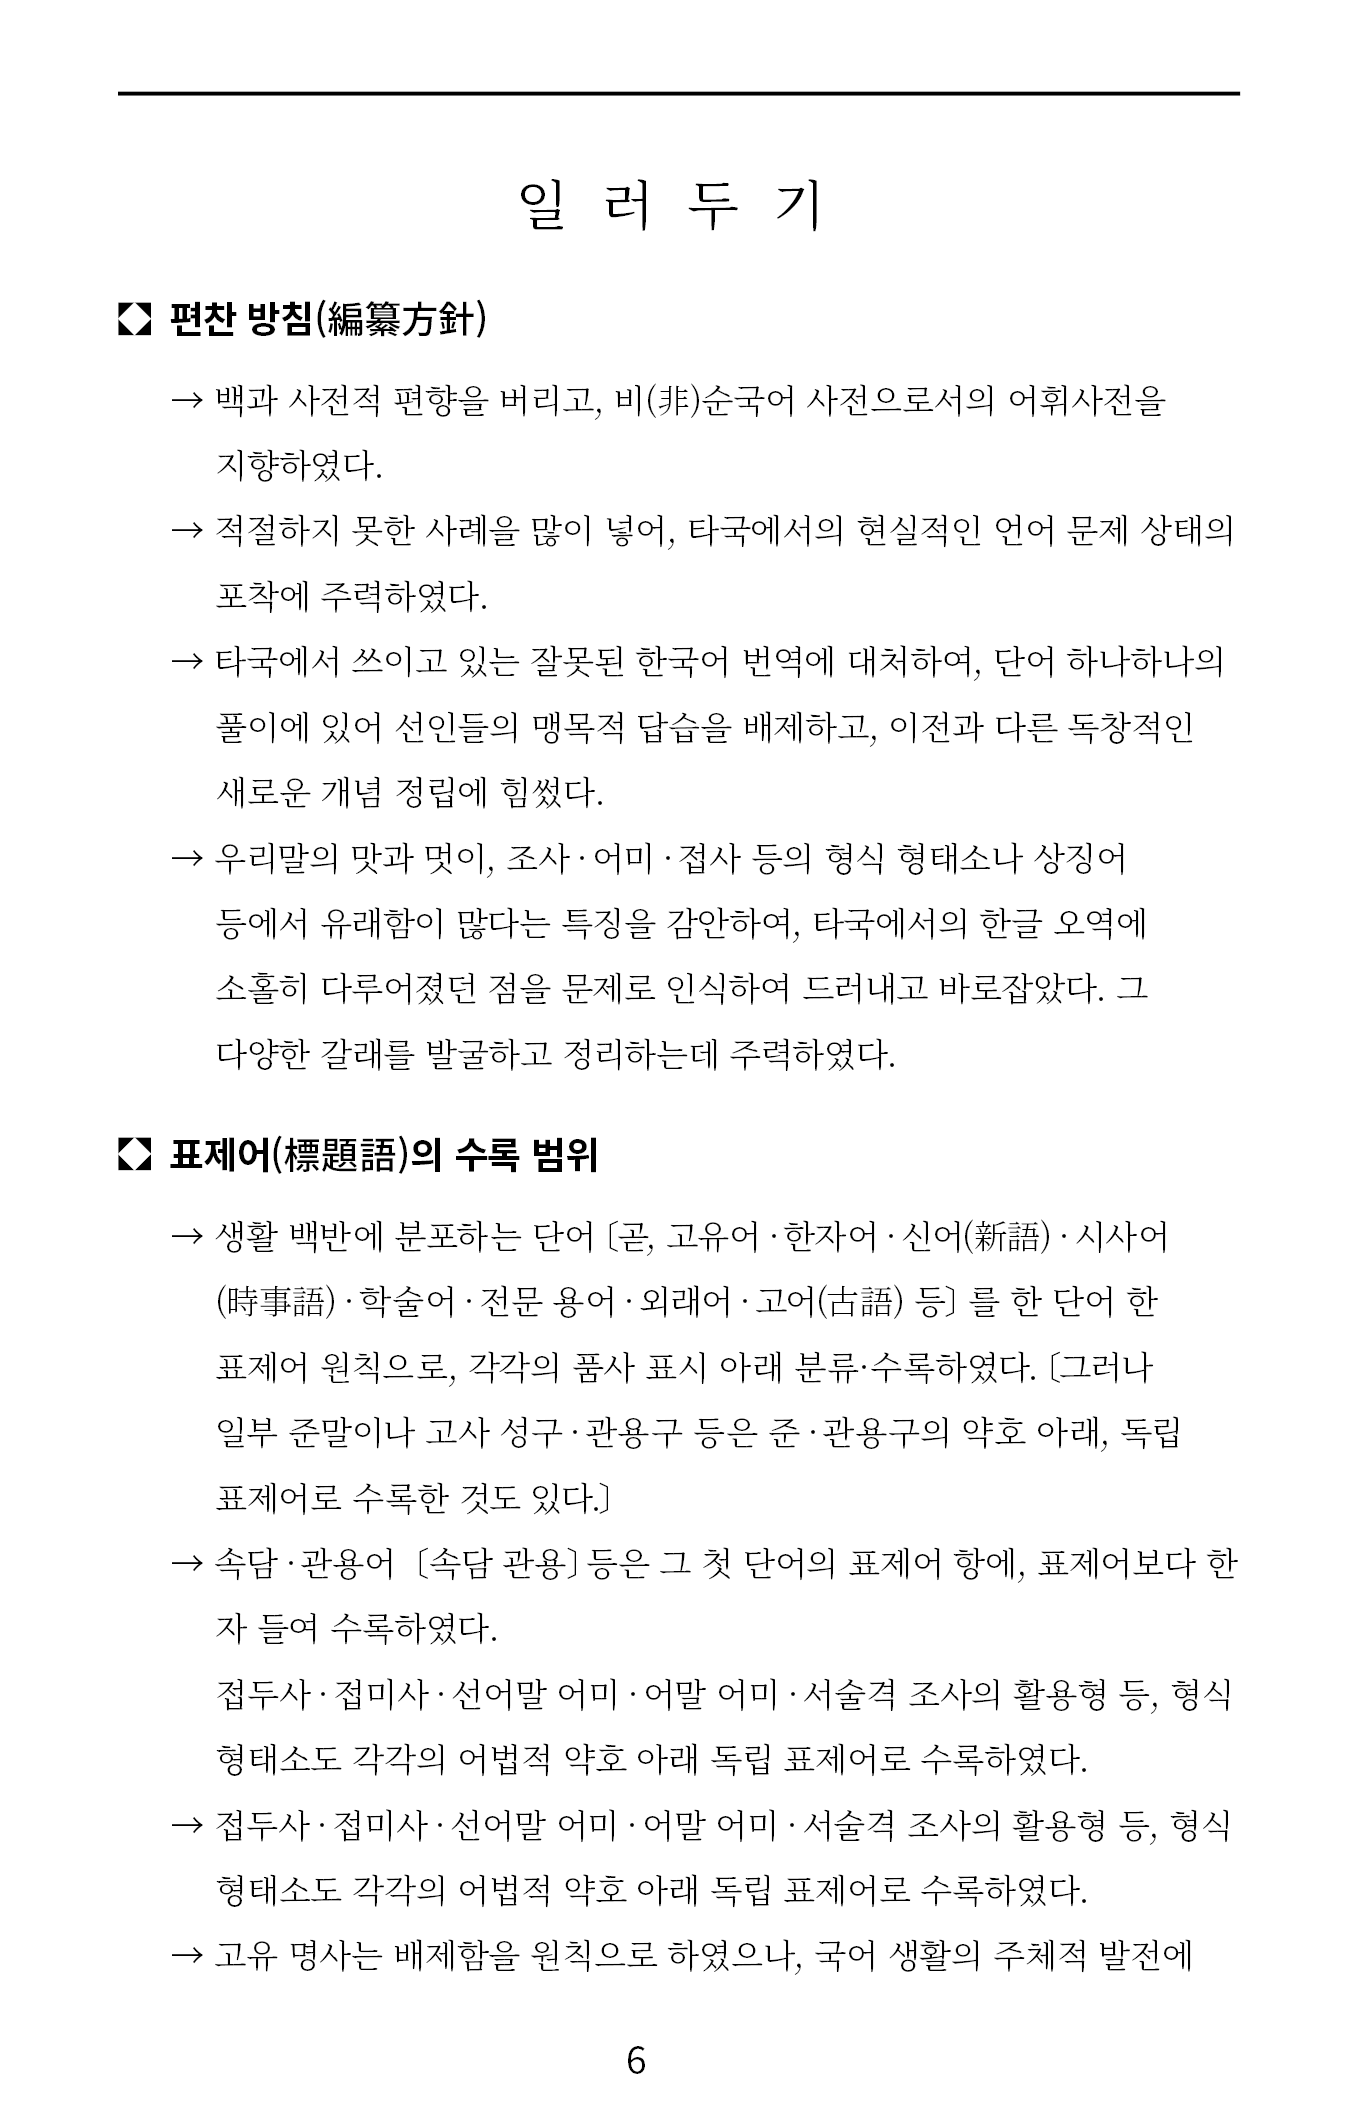 일 러 두 기
편찬 방침(編纂方針)
→ 백과 사전적 편향을 버리고, 비(非)순국어 사전으로서의 어휘사전을
지향하였다.
→ 적절하지 못한 사례을 많이 넣어, 타국에서의 현실적인 언어 문제 상태의
포착에 주력하였다.
→ 타국에서 쓰이고 있는 잘못된 한국어 번역에 대처하여, 단어 하나하나의
풀이에 있어 선인들의 맹목적 답습을 배제하고, 이전과 다른 독창적인
새로운 개념 정립에 힘썼다.
→ 우리말의 맛과 멋이, 조사·어미·접사 등의 형식 형태소나 상징어
등에서 유래함이 많다는 특징을 감안하여, 타국에서의 한글 오역에
소홀히 다루어졌던 점을 문제로 인식하여 드러내고 바로잡았다. 그
다양한 갈래를 발굴하고 정리하는데 주력하였다.
표제어(標題語)의 수록 범위
→ 생활 백반에 분포하는 단어〔곧, 고유어·한자어·신어(新語)·시사어
(時事語)·학술어·전문 용어·외래어·고어(古語) 등〕를 한 단어 한
표제어 원칙으로, 각각의 품사 표시 아래 분류·수록하였다.〔그러나
일부 준말이나 고사 성구·관용구 등은 준·관용구의 약호 아래, 독립
표제어로 수록한 것도 있다.〕
→ 속담·관용어 〔속담 관용〕등은 그 첫 단어의 표제어 항에, 표제어보다 한
자 들여 수록하였다.
접두사·접미사·선어말 어미·어말 어미·서술격 조사의 활용형 등, 형식
형태소도 각각의 어법적 약호 아래 독립 표제어로 수록하였다.
→ 접두사·접미사·선어말 어미·어말 어미·서술격 조사의 활용형 등, 형식
형태소도 각각의 어법적 약호 아래 독립 표제어로 수록하였다.
→ 고유 명사는 배제함을 원칙으로 하였으나, 국어 생활의 주체적 발전에
6